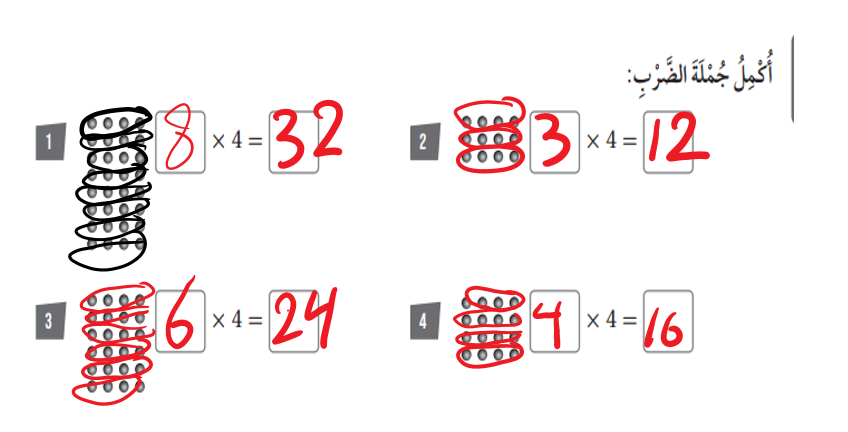 أُكْمِلُ جُمْلَةَ الضَّرْبِ:
1 8 × 4 = 32
2 3 × 4 = 12
3 6 × 4 = 24
4 4 × 4 = 16